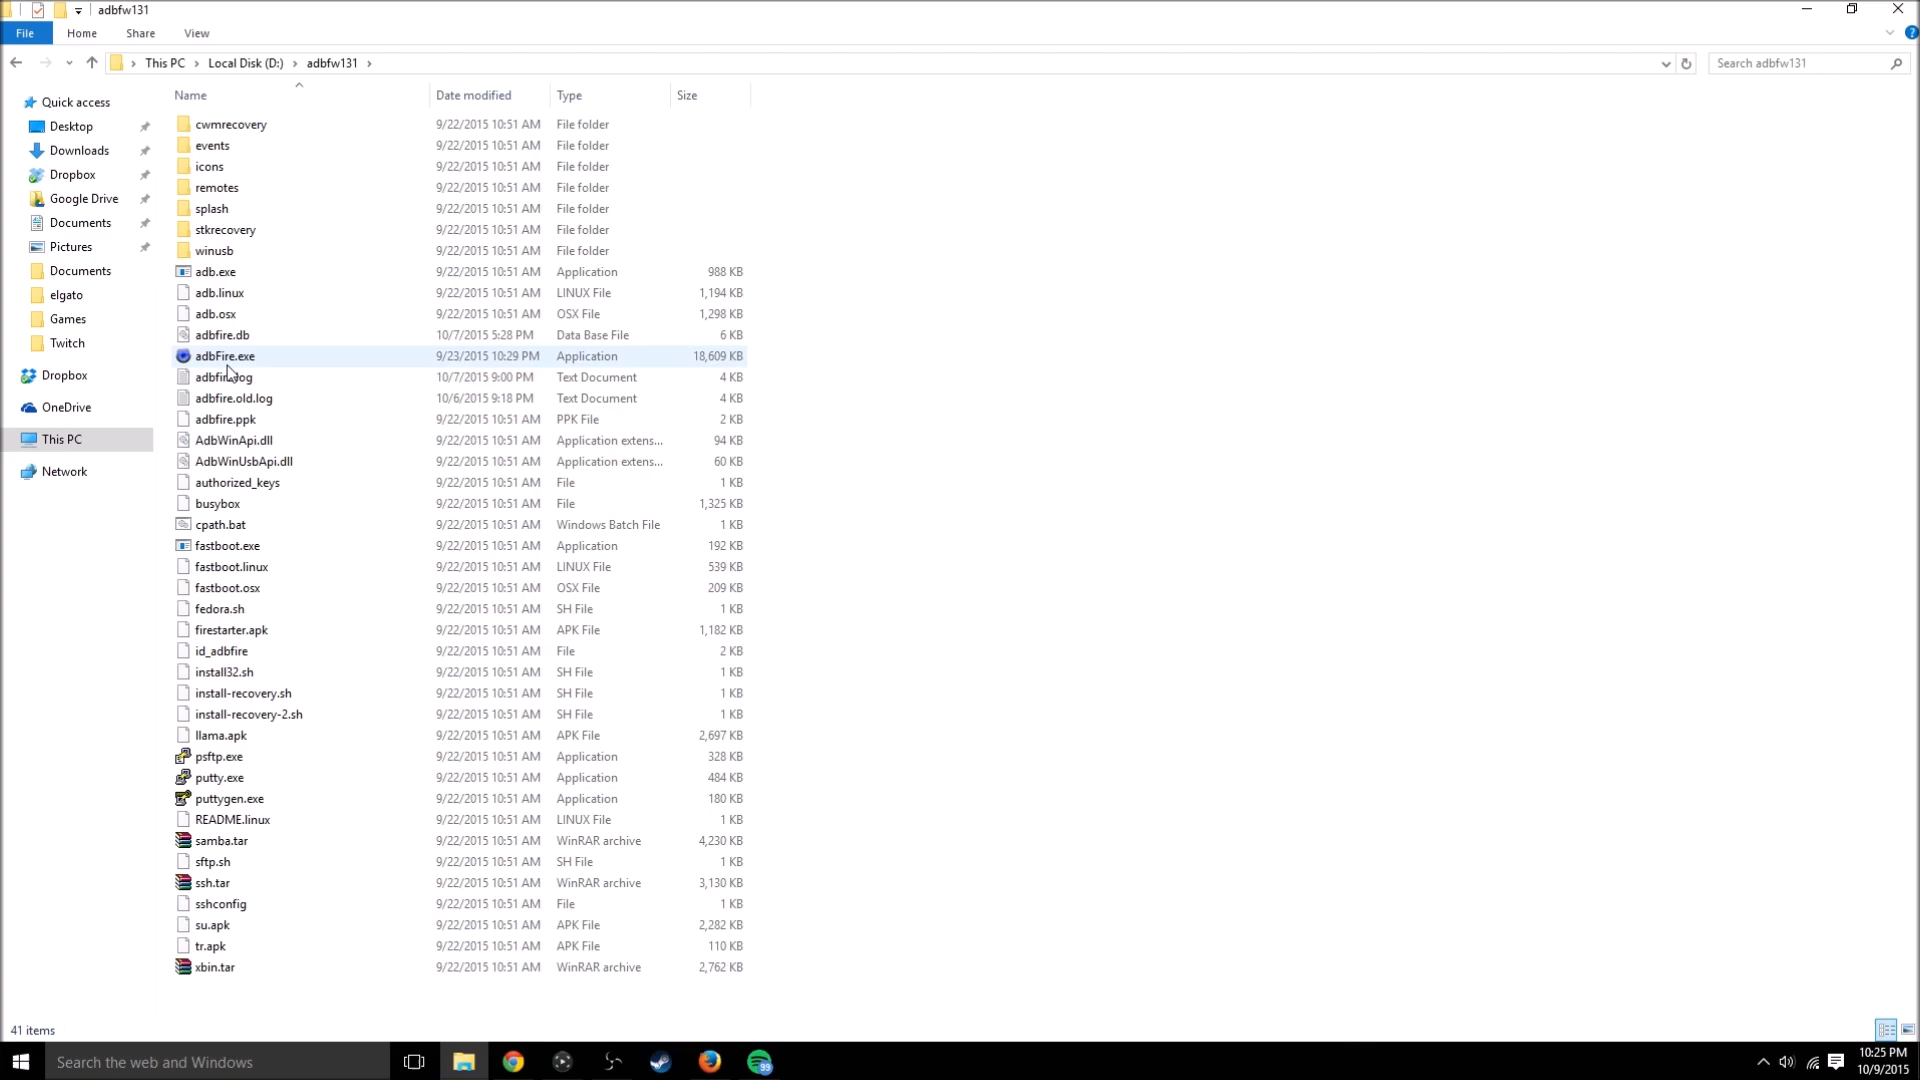 adbfw131
File Home Share View
This PC Local Disk (D:) adbfw131 Search adbfw131
Name Date modified Type Size
Quick access
Desktop
Downloads
Dropbox
Google Drive
Documents
Pictures
Documents
elgato
Games
Twitch
Dropbox
OneDrive
This PC
Network
cwmrecovery 9/22/2015 10:51 AM File folder
events 9/22/2015 10:51 AM File folder
icons 9/22/2015 10:51 AM File folder
remotes 9/22/2015 10:51 AM File folder
splash 9/22/2015 10:51 AM File folder
stkrecovery 9/22/2015 10:51 AM File folder
winusb 9/22/2015 10:51 AM File folder
adb.exe 9/22/2015 10:51 AM Application 988 KB
adb.linux 9/22/2015 10:51 AM LINUX File 1,194 KB
adb.osx 9/22/2015 10:51 AM OSX File 1,298 KB
adbfire.db 10/7/2015 5:28 PM Data Base File 6 KB
adbFire.exe 9/23/2015 10:29 PM Application 18,609 KB
adbfire.log 10/7/2015 9:00 PM Text Document 4 KB
adbfire.old.log 10/6/2015 9:18 PM Text Document 4 KB
adbfire.ppk 9/22/2015 10:51 AM PPK File 2 KB
AdbWinApi.dll 9/22/2015 10:51 AM Application extens... 94 KB
AdbWinUsbApi.dll 9/22/2015 10:51 AM Application extens... 60 KB
authorized_keys 9/22/2015 10:51 AM File 1 KB
busybox 9/22/2015 10:51 AM File 1,325 KB
cpath.bat 9/22/2015 10:51 AM Windows Batch File 1 KB
fastboot.exe 9/22/2015 10:51 AM Application 192 KB
fastboot.linux 9/22/2015 10:51 AM LINUX File 539 KB
fastboot.osx 9/22/2015 10:51 AM OSX File 209 KB
fedora.sh 9/22/2015 10:51 AM SH File 1 KB
firestarter.apk 9/22/2015 10:51 AM APK File 1,182 KB
id_adbfire 9/22/2015 10:51 AM File 2 KB
install32.sh 9/22/2015 10:51 AM SH File 1 KB
install-recovery.sh 9/22/2015 10:51 AM SH File 1 KB
install-recovery-2.sh 9/22/2015 10:51 AM SH File 1 KB
llama.apk 9/22/2015 10:51 AM APK File 2,697 KB
psftp.exe 9/22/2015 10:51 AM Application 328 KB
putty.exe 9/22/2015 10:51 AM Application 484 KB
puttygen.exe 9/22/2015 10:51 AM Application 180 KB
README.linux 9/22/2015 10:51 AM LINUX File 1 KB
samba.tar 9/22/2015 10:51 AM WinRAR archive 4,230 KB
sftp.sh 9/22/2015 10:51 AM SH File 1 KB
ssh.tar 9/22/2015 10:51 AM WinRAR archive 3,130 KB
sshconfig 9/22/2015 10:51 AM File 1 KB
su.apk 9/22/2015 10:51 AM APK File 2,282 KB
tr.apk 9/22/2015 10:51 AM APK File 110 KB
xbin.tar 9/22/2015 10:51 AM WinRAR archive 2,762 KB
41 items
Search the web and Windows
99
10:25 PM
10/9/2015